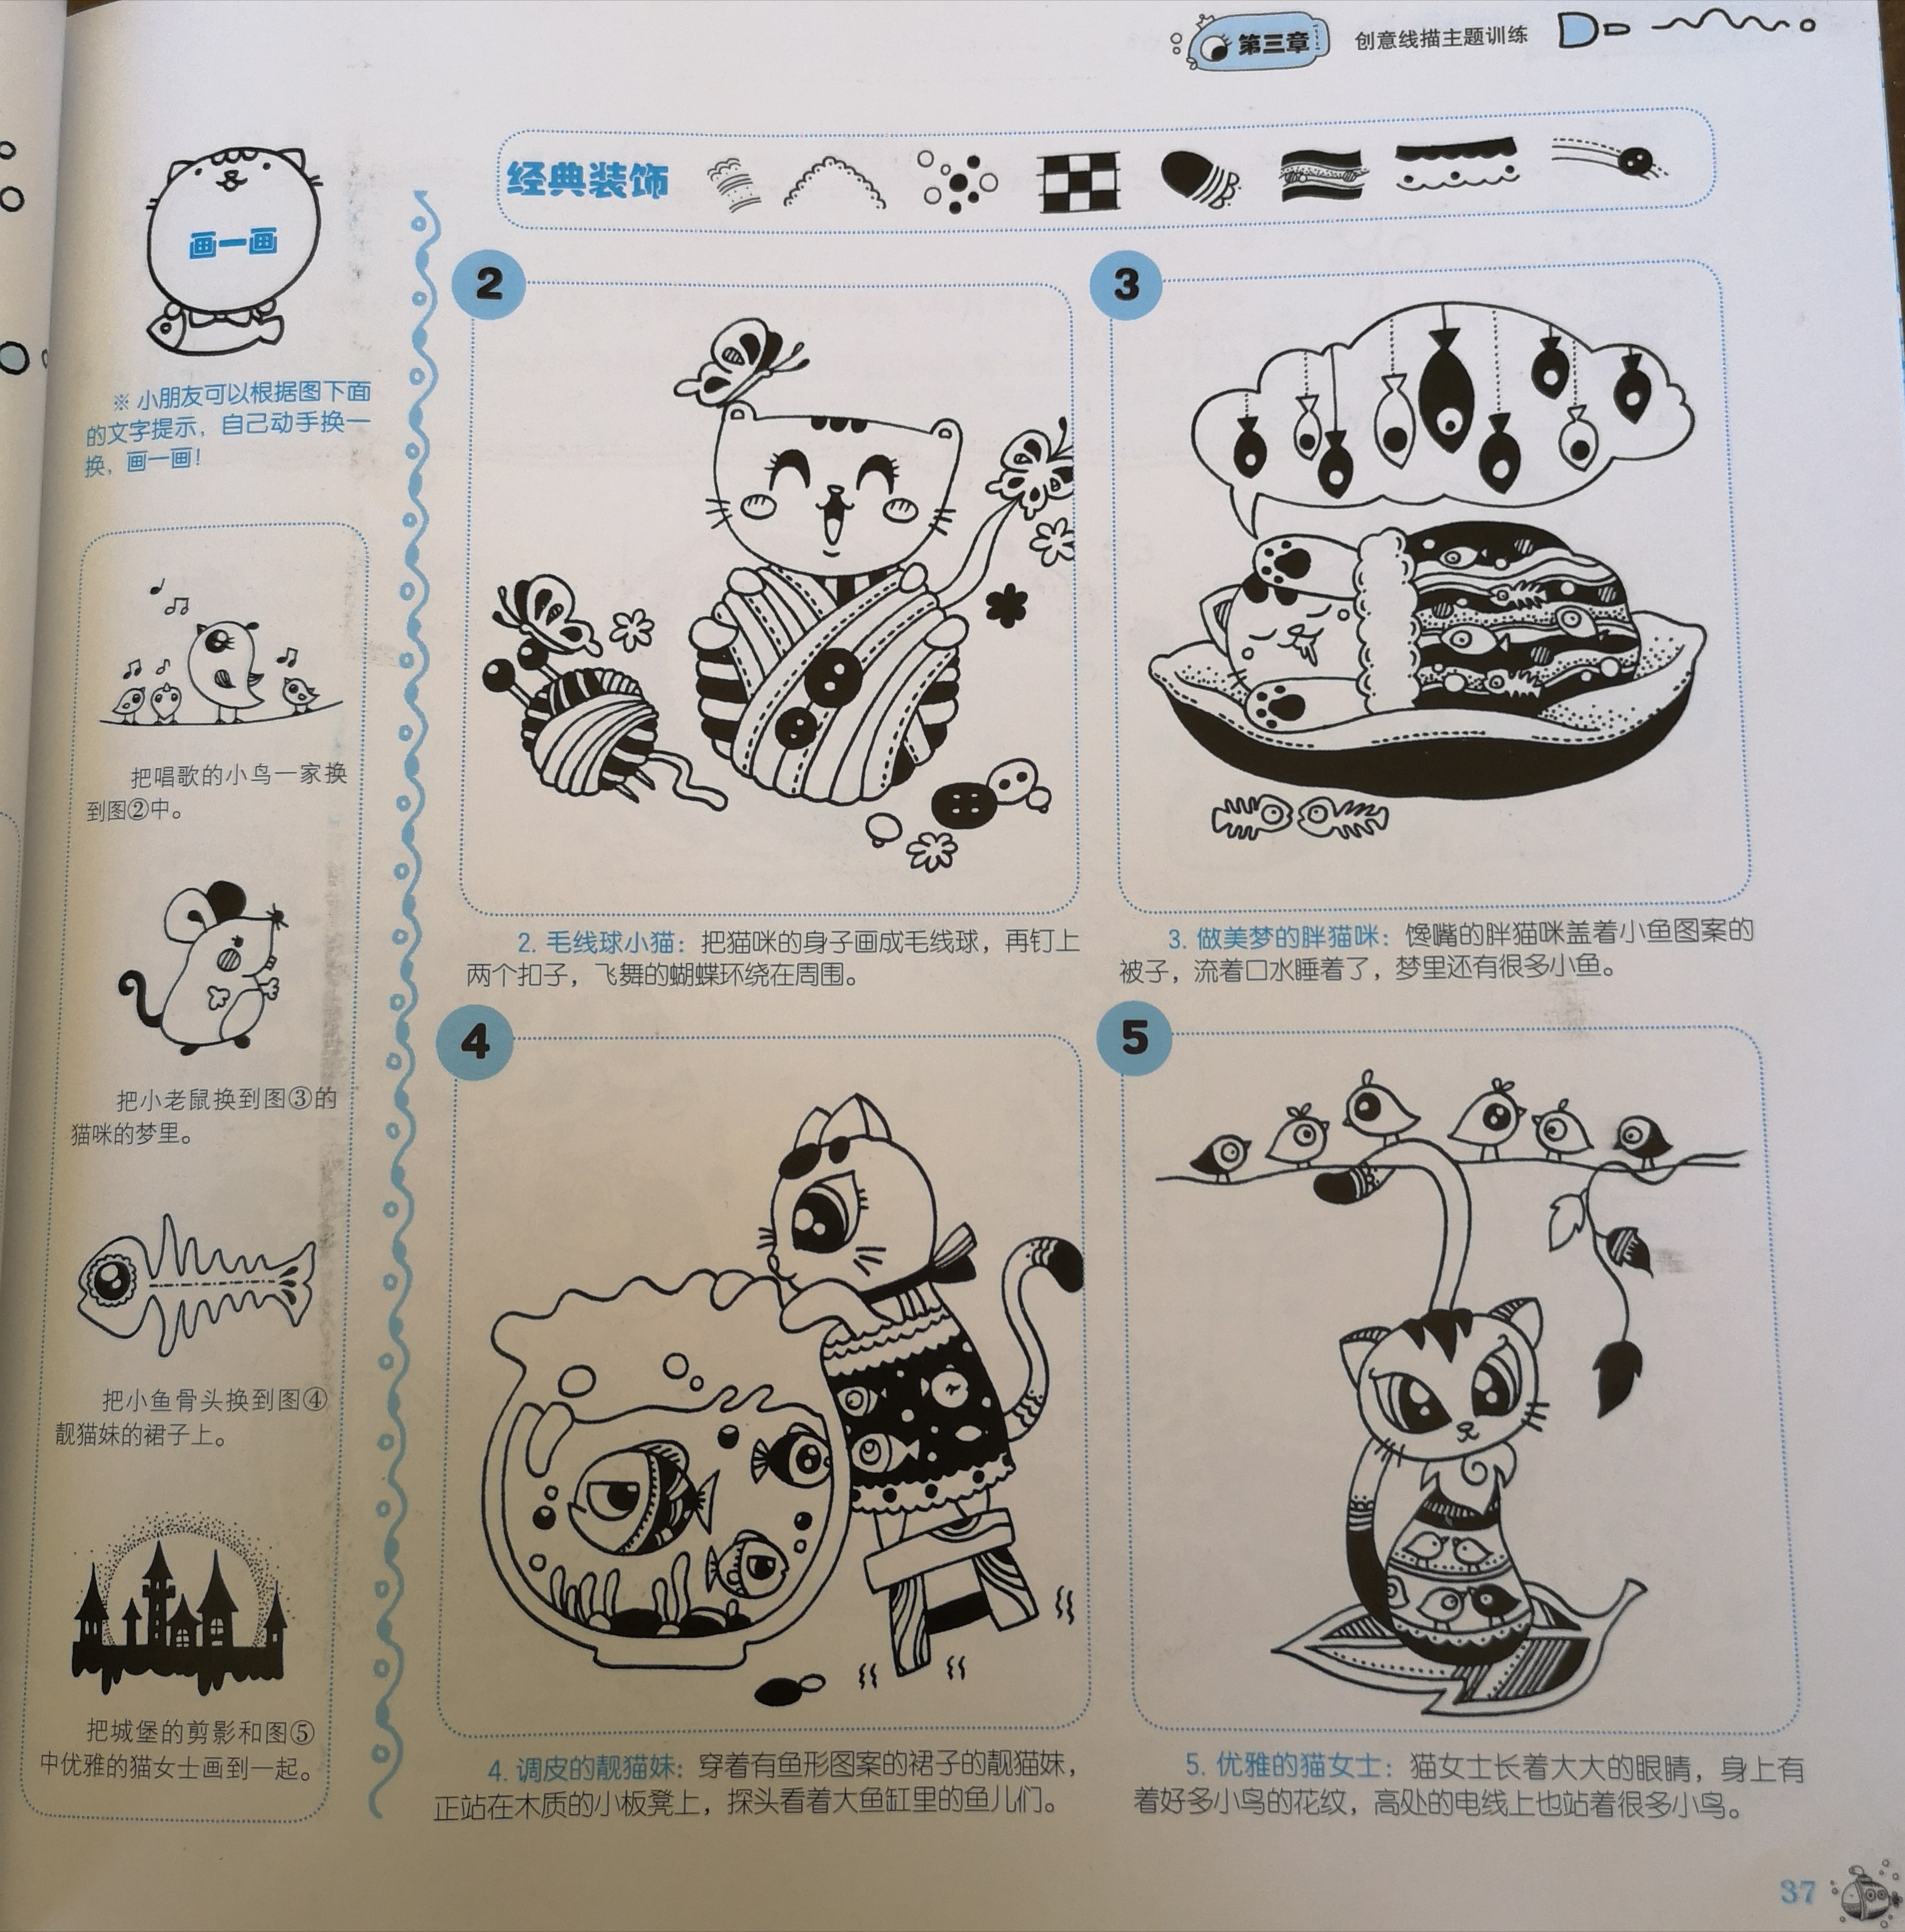 第三章 创意线描主题训练
经典装饰
画一画
※ 小朋友可以根据图下面
的文字提示，自己动手换一
换，画一画！
把唱歌的小鸟一家换
到图②中。
把小老鼠换到图③的
猫咪的梦里。
把小鱼骨头换到图④
靓猫妹的裙子上。
把城堡的剪影和图⑤
中优雅的猫女士画到一起。
2
2. 毛线球小猫：把猫咪的身子画成毛线球，再钉上
两个扣子，飞舞的蝴蝶环绕在周围。
3
3. 做美梦的胖猫咪：馋嘴的胖猫咪盖着小鱼图案的
被子，流着口水睡着了，梦里还有很多小鱼。
4
4. 调皮的靓猫妹：穿着有鱼形图案的裙子的靓猫妹，
正站在木质的小板凳上，探头看着大鱼缸里的鱼儿们。
5
5. 优雅的猫女士：猫女士长着大大的眼睛，身上有
着好多小鸟的花纹，高处的电线上也站着很多小鸟。
37